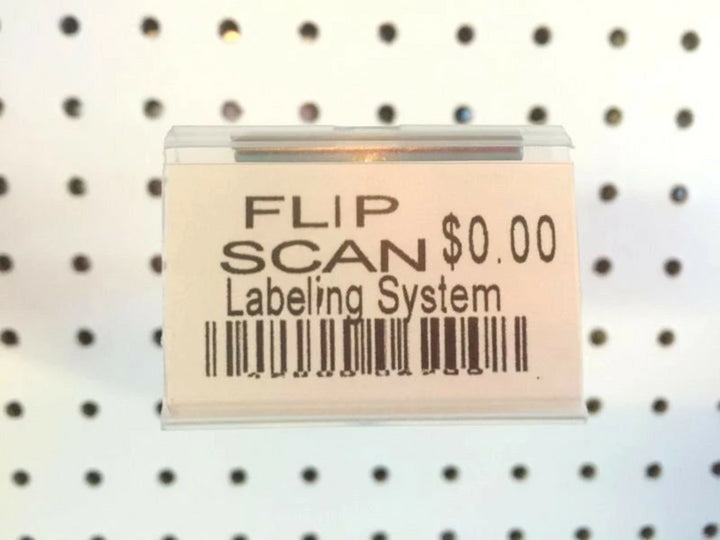 FLIP
SCAN $0.00
Labeling System